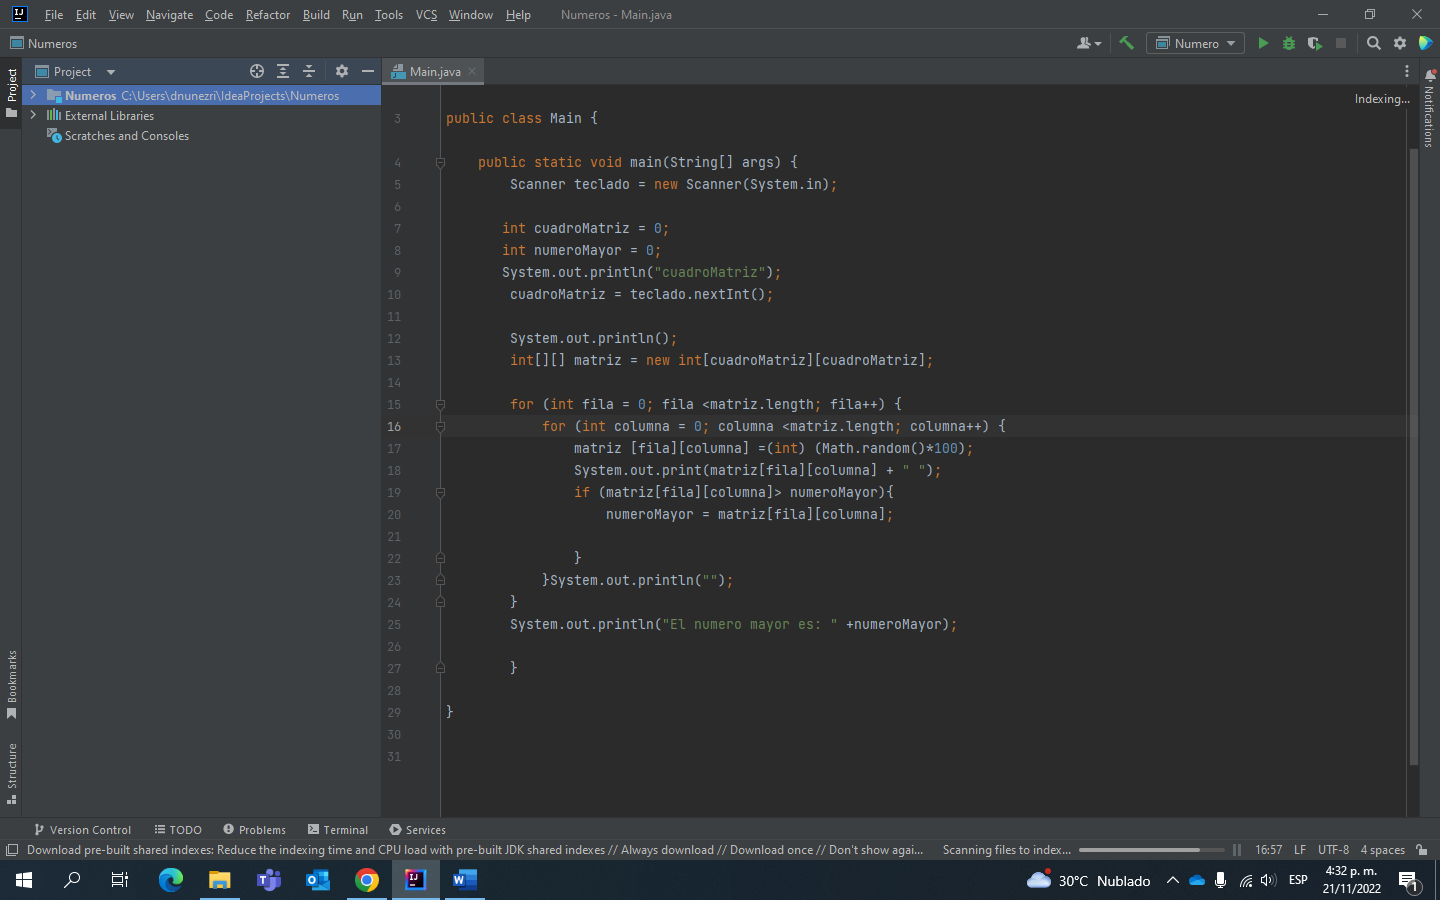 File Edit View Navigate Code Refactor Build Run Tools VCS Window Help Numeros - Main.java
Numeros Numero
Project Main.java
Numeros C:\Users\dnunezri\IdeaProjects\Numeros
External Libraries
Scratches and Consoles
Project
Bookmarks
Structure
Notifications
Indexing...
3 public class Main {
4 public static void main(String[] args) {
5 Scanner teclado = new Scanner(System.in);
6
7 int cuadroMatriz = 0;
8 int numeroMayor = 0;
9 System.out.println("cuadroMatriz");
10 cuadroMatriz = teclado.nextInt();
11
12 System.out.println();
13 int[][] matriz = new int[cuadroMatriz][cuadroMatriz];
14
15 for (int fila = 0; fila <matriz.length; fila++) {
16 for (int columna = 0; columna <matriz.length; columna++) {
17 matriz [fila][columna] =(int) (Math.random()*100);
18 System.out.print(matriz[fila][columna] + " ");
19 if (matriz[fila][columna]> numeroMayor){
20 numeroMayor = matriz[fila][columna];
21
22 }
23 }System.out.println("");
24 }
25 System.out.println("El numero mayor es: " +numeroMayor);
26
27 }
28
29 }
30
31
Version Control TODO Problems Terminal Services
Download pre-built shared indexes: Reduce the indexing time and CPU load with pre-built JDK shared indexes // Always download // Download once // Don't show agai... Scanning files to index... 16:57 LF UTF-8 4 spaces
30°C Nublado ESP 4:32 p. m.
21/11/2022 1